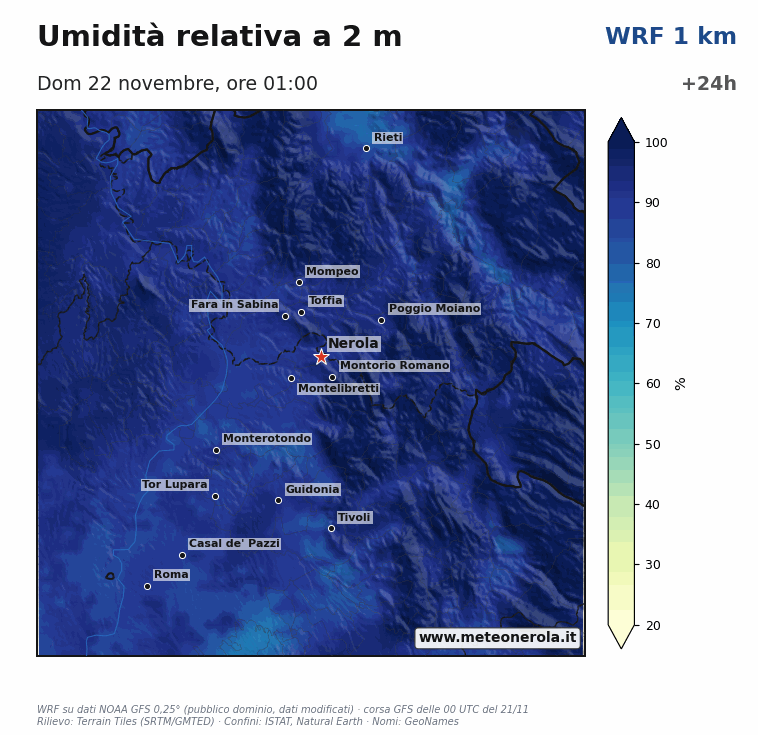 Umidità relativa a 2 m
WRF 1 km
Dom 22 novembre, ore 01:00
+24h
Rieti
Mompeo
Toffia
Fara in Sabina
Poggio Moiano
Nerola
Montorio Romano
Montelibretti
Monterotondo
Tor Lupara
Guidonia
Tivoli
Casal de' Pazzi
Roma
www.meteonerola.it
100
90
80
70
60
50
40
30
20
%
WRF su dati NOAA GFS 0,25° (pubblico dominio, dati modificati) · corsa GFS delle 00 UTC del 21/11
Rilievo: Terrain Tiles (SRTM/GMTED) · Confini: ISTAT, Natural Earth · Nomi: GeoNames